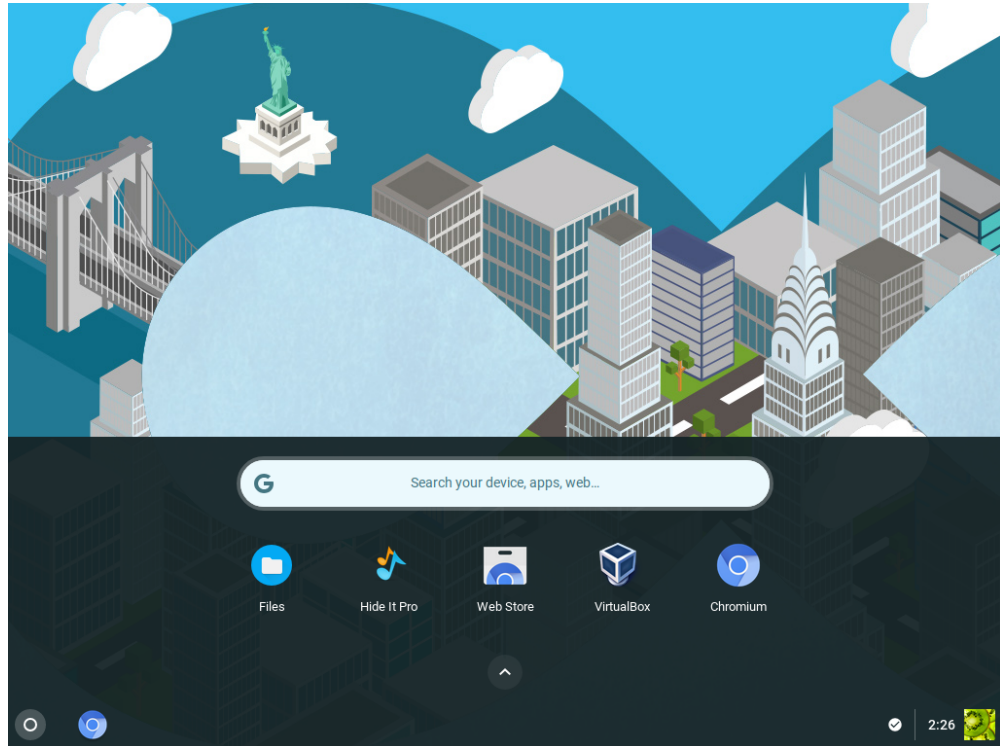 Search your device, apps, web...
Files
Hide It Pro
Web Store
VirtualBox
Chromium
2:26